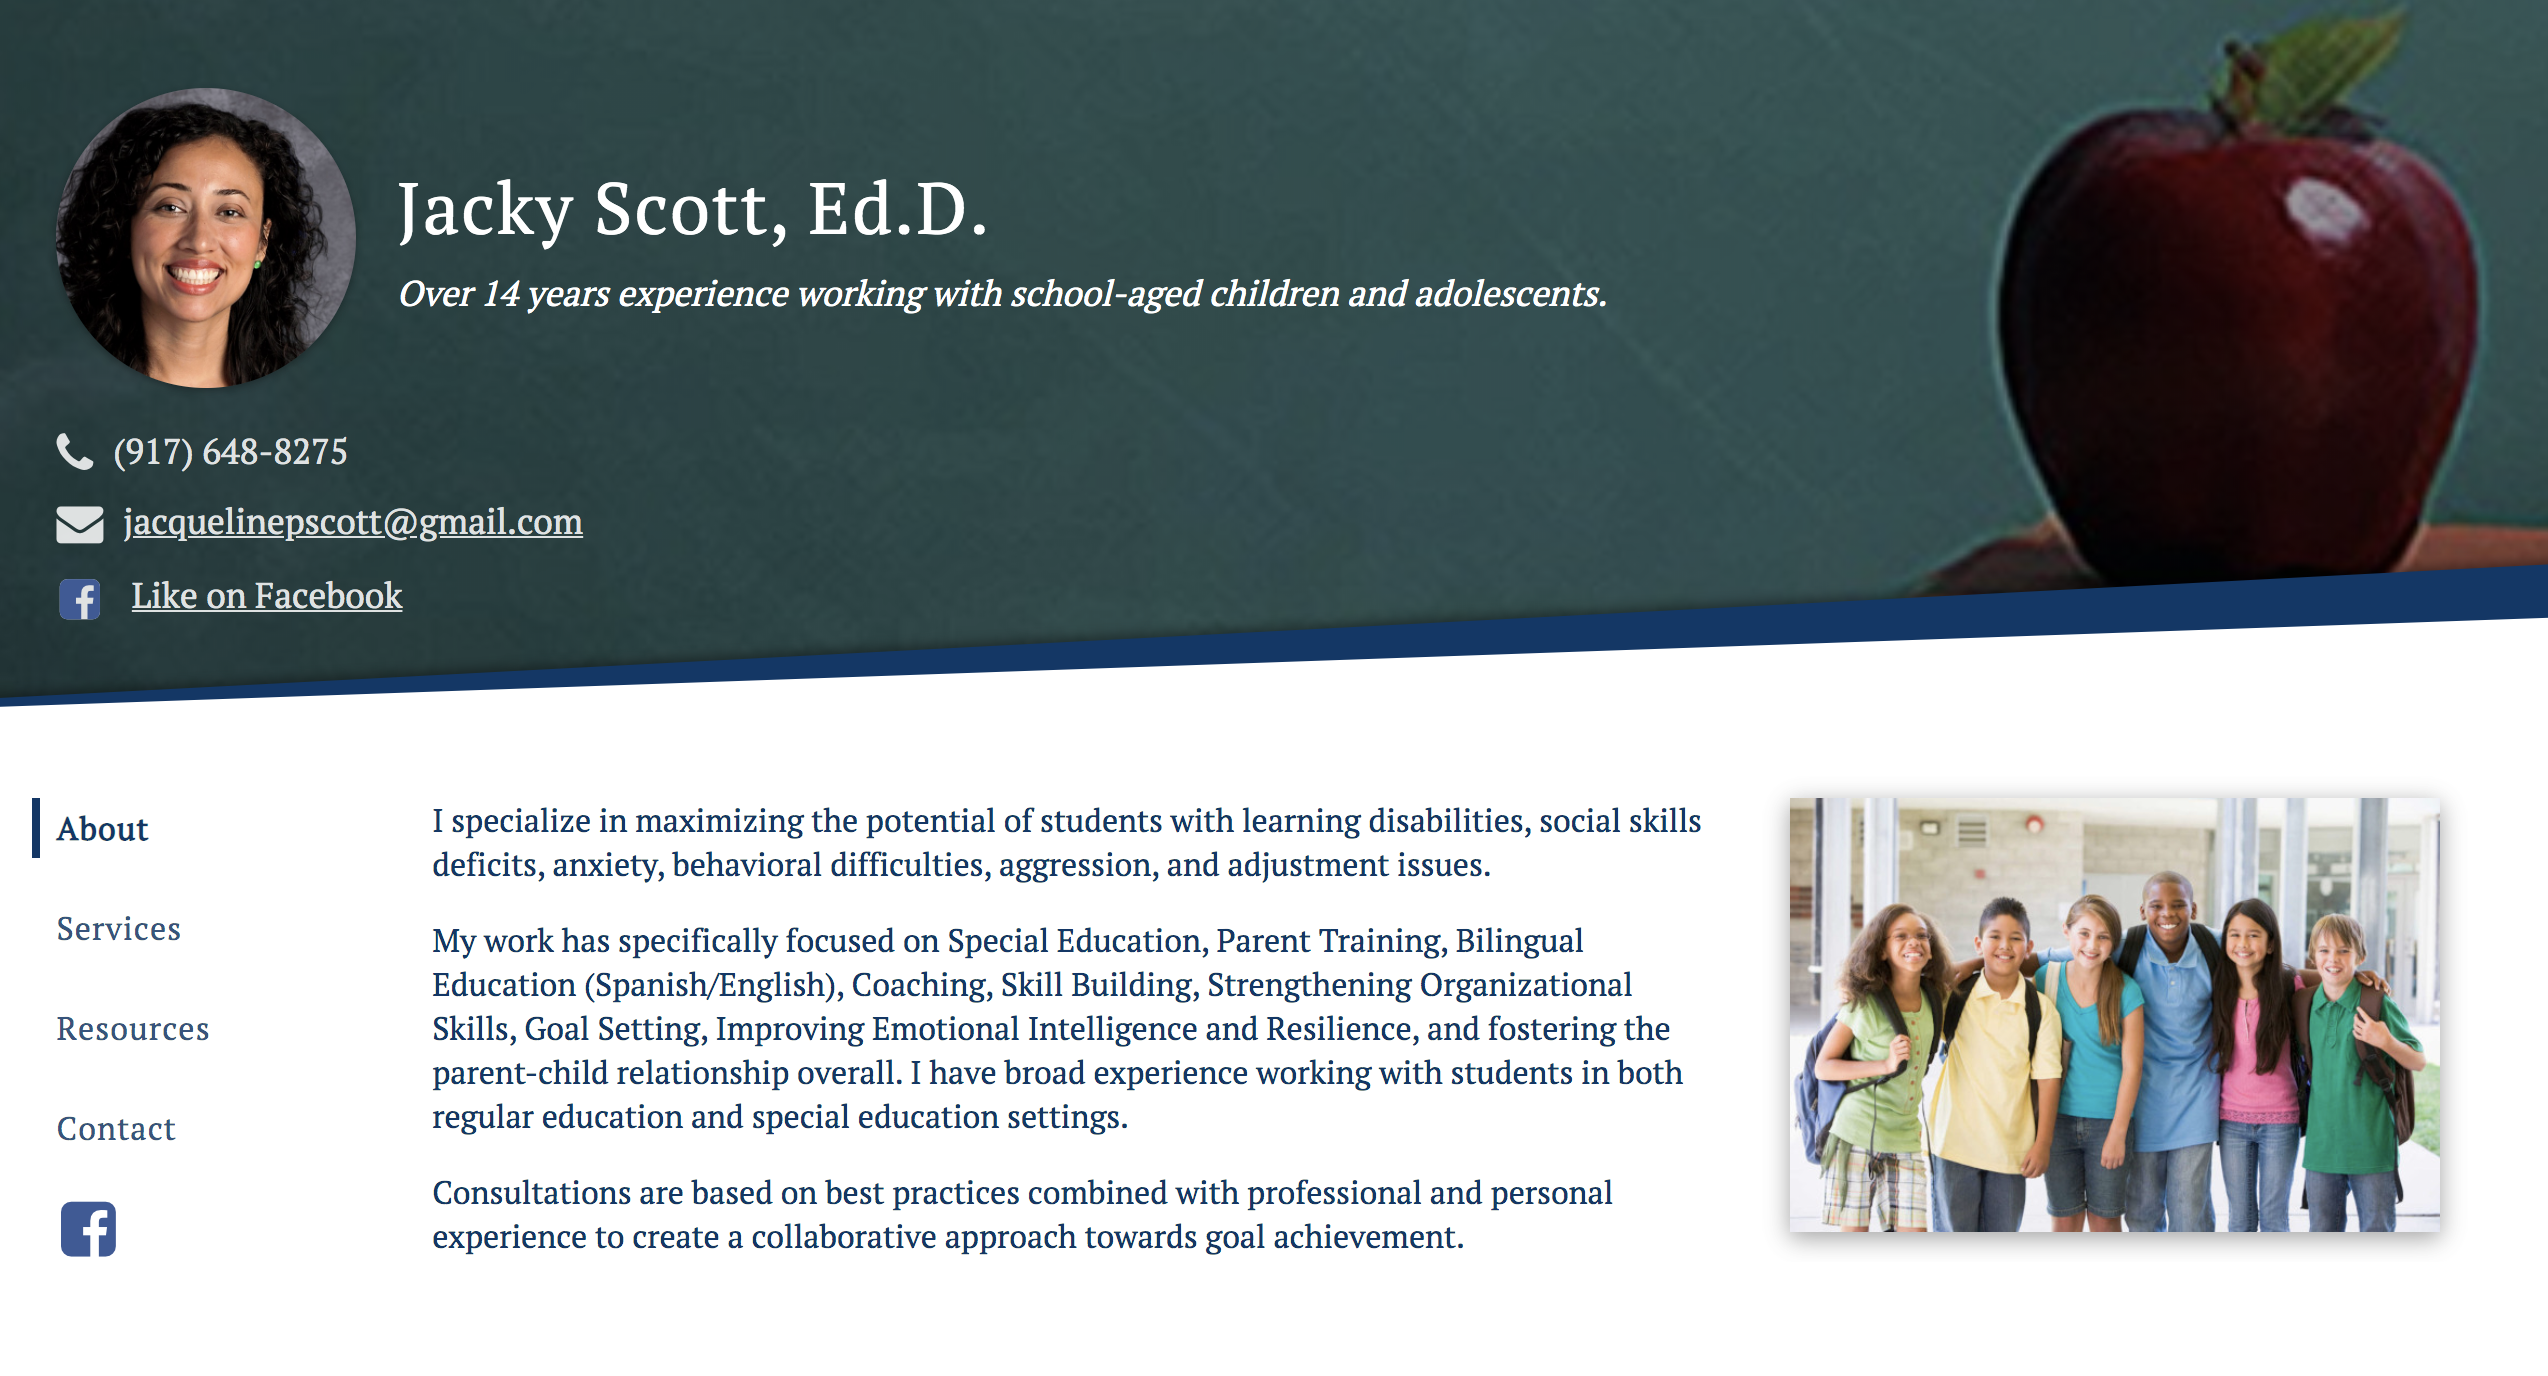 Jacky Scott, Ed.D.
Over 14 years experience working with school-aged children and adolescents.
(917) 648-8275
jacquelinepscott@gmail.com
Like on Facebook
About
Services
Resources
Contact
I specialize in maximizing the potential of students with learning disabilities, social skills
deficits, anxiety, behavioral difficulties, aggression, and adjustment issues.
My work has specifically focused on Special Education, Parent Training, Bilingual
Education (Spanish/English), Coaching, Skill Building, Strengthening Organizational
Skills, Goal Setting, Improving Emotional Intelligence and Resilience, and fostering the
parent-child relationship overall. I have broad experience working with students in both
regular education and special education settings.
Consultations are based on best practices combined with professional and personal
experience to create a collaborative approach towards goal achievement.